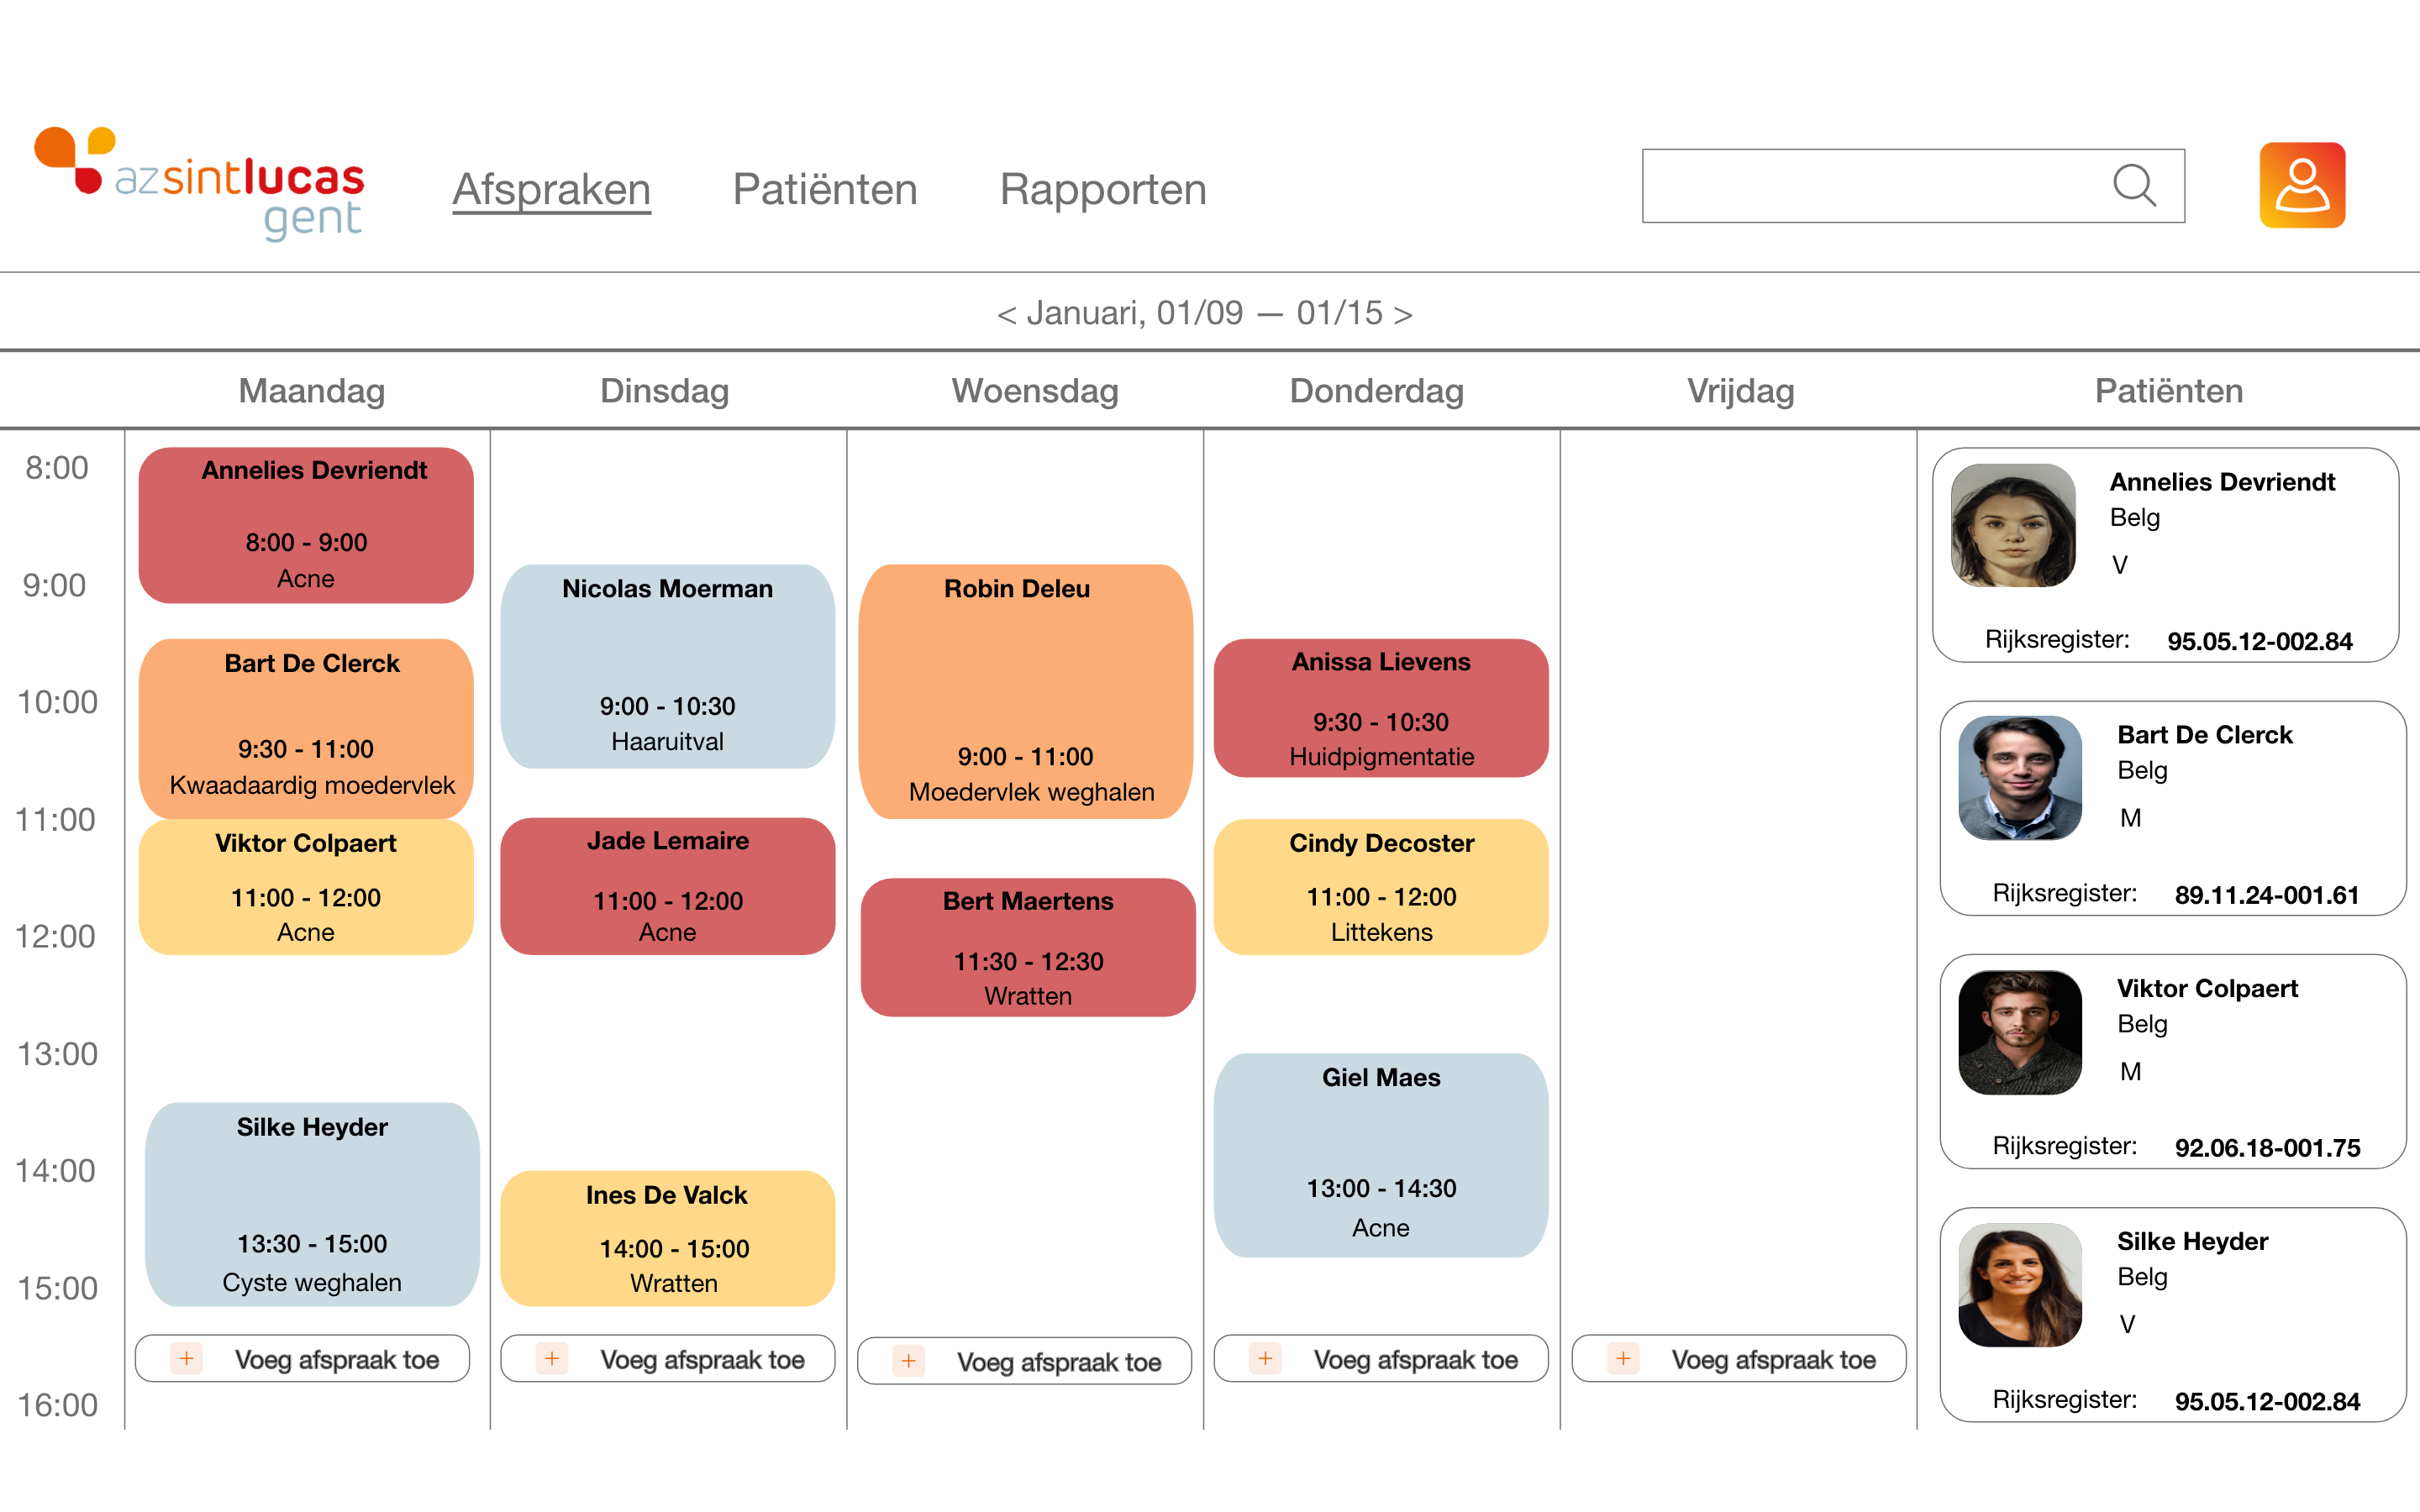 azsintlucas
gent
Afspraken
Patiënten
Rapporten
< Januari, 01/09 — 01/15 >
Maandag
Dinsdag
Woensdag
Donderdag
Vrijdag
Patiënten
8:00
9:00
10:00
11:00
12:00
13:00
14:00
15:00
16:00
Annelies Devriendt
8:00 - 9:00
Acne
Bart De Clerck
9:30 - 11:00
Kwaadaardig moedervlek
Viktor Colpaert
11:00 - 12:00
Acne
Silke Heyder
13:30 - 15:00
Cyste weghalen
+ Voeg afspraak toe
Nicolas Moerman
9:00 - 10:30
Haaruitval
Jade Lemaire
11:00 - 12:00
Acne
Ines De Valck
14:00 - 15:00
Wratten
+ Voeg afspraak toe
Robin Deleu
9:00 - 11:00
Moedervlek weghalen
Bert Maertens
11:30 - 12:30
Wratten
+ Voeg afspraak toe
Anissa Lievens
9:30 - 10:30
Huidpigmentatie
Cindy Decoster
11:00 - 12:00
Littekens
Giel Maes
13:00 - 14:30
Acne
+ Voeg afspraak toe
+ Voeg afspraak toe
Annelies Devriendt
Belg
V
Rijksregister: 95.05.12-002.84
Bart De Clerck
Belg
M
Rijksregister: 89.11.24-001.61
Viktor Colpaert
Belg
M
Rijksregister: 92.06.18-001.75
Silke Heyder
Belg
V
Rijksregister: 95.05.12-002.84